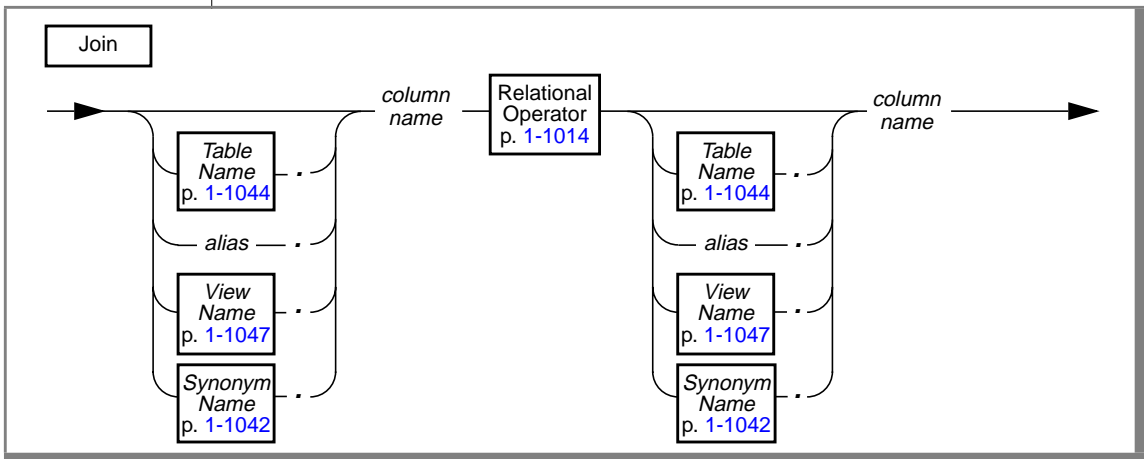 Join
column
name
Relational
Operator
p. 1-1014
column
name
Table
Name
p. 1-1044
.
Table
Name
p. 1-1044
.
alias
.
alias
.
View
Name
p. 1-1047
.
View
Name
p. 1-1047
.
Synonym
Name
p. 1-1042
.
Synonym
Name
p. 1-1042
.